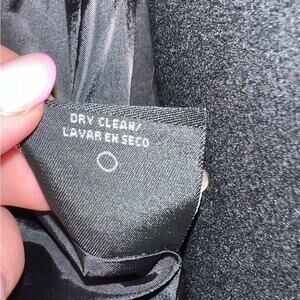 DRY CLEAN/
LAVAR EN SECO